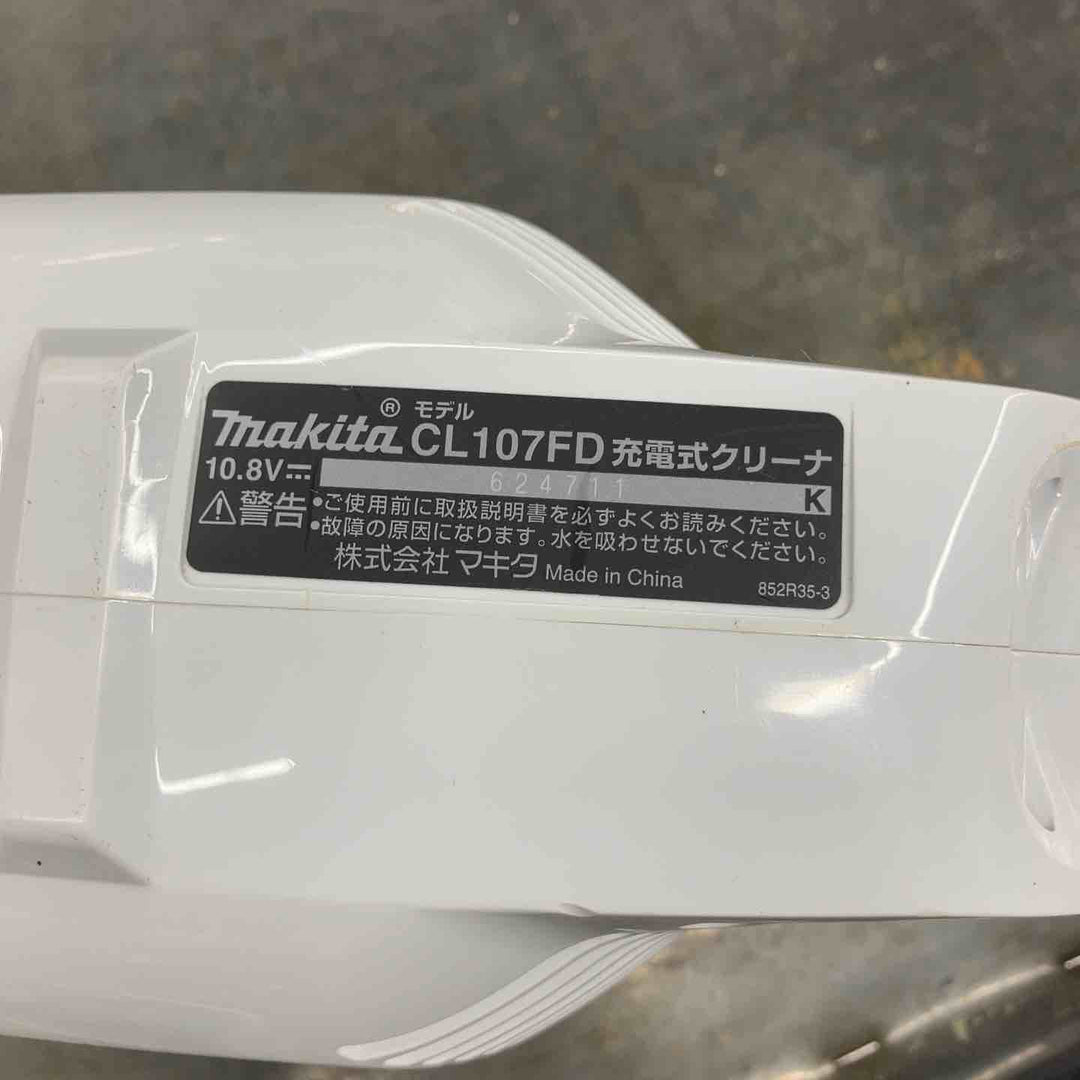 makita® モデル CL107FD 充電式クリーナ
10.8V⎓ 624711 K
⚠警告 •ご使用前に取扱説明書を必ずよくお読みください。
•故障の原因になります。水を吸わせないでください。
株式会社 マキタ Made in China 852R35-3